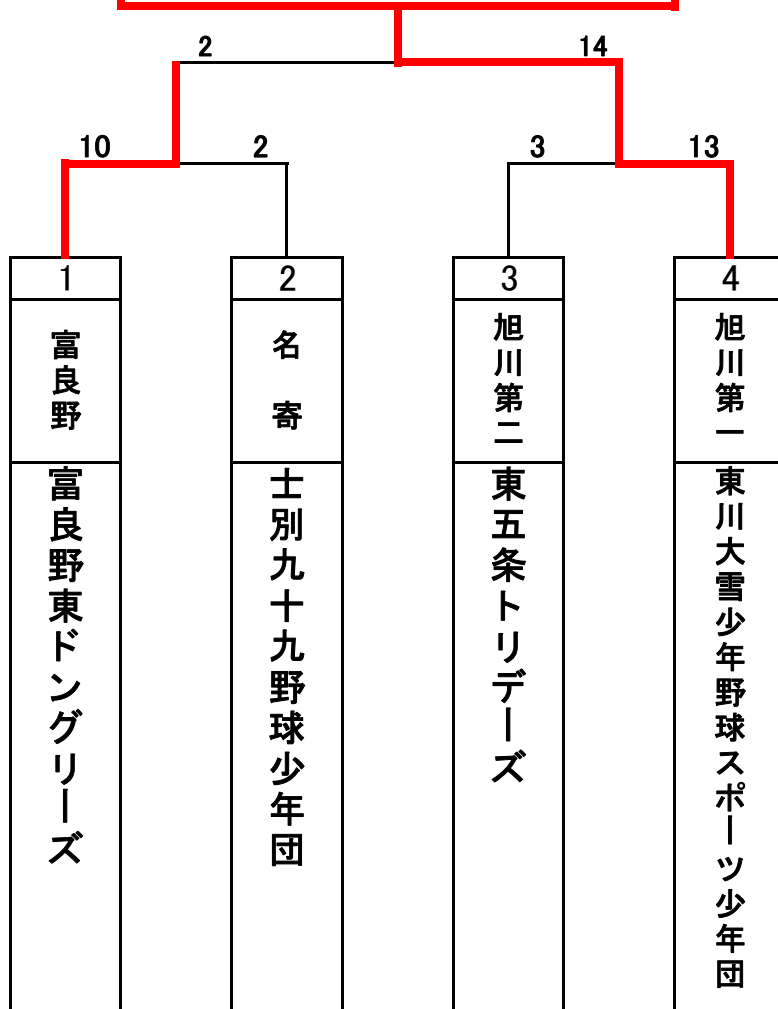 2
14
10
2
3
13
1
2
3
4
富良野
名寄
旭川第二
旭川第一
富良野東ドングリーズ
士別九十九野球少年団
東五条トリデーズ
東川大雪少年野球スポーツ少年団